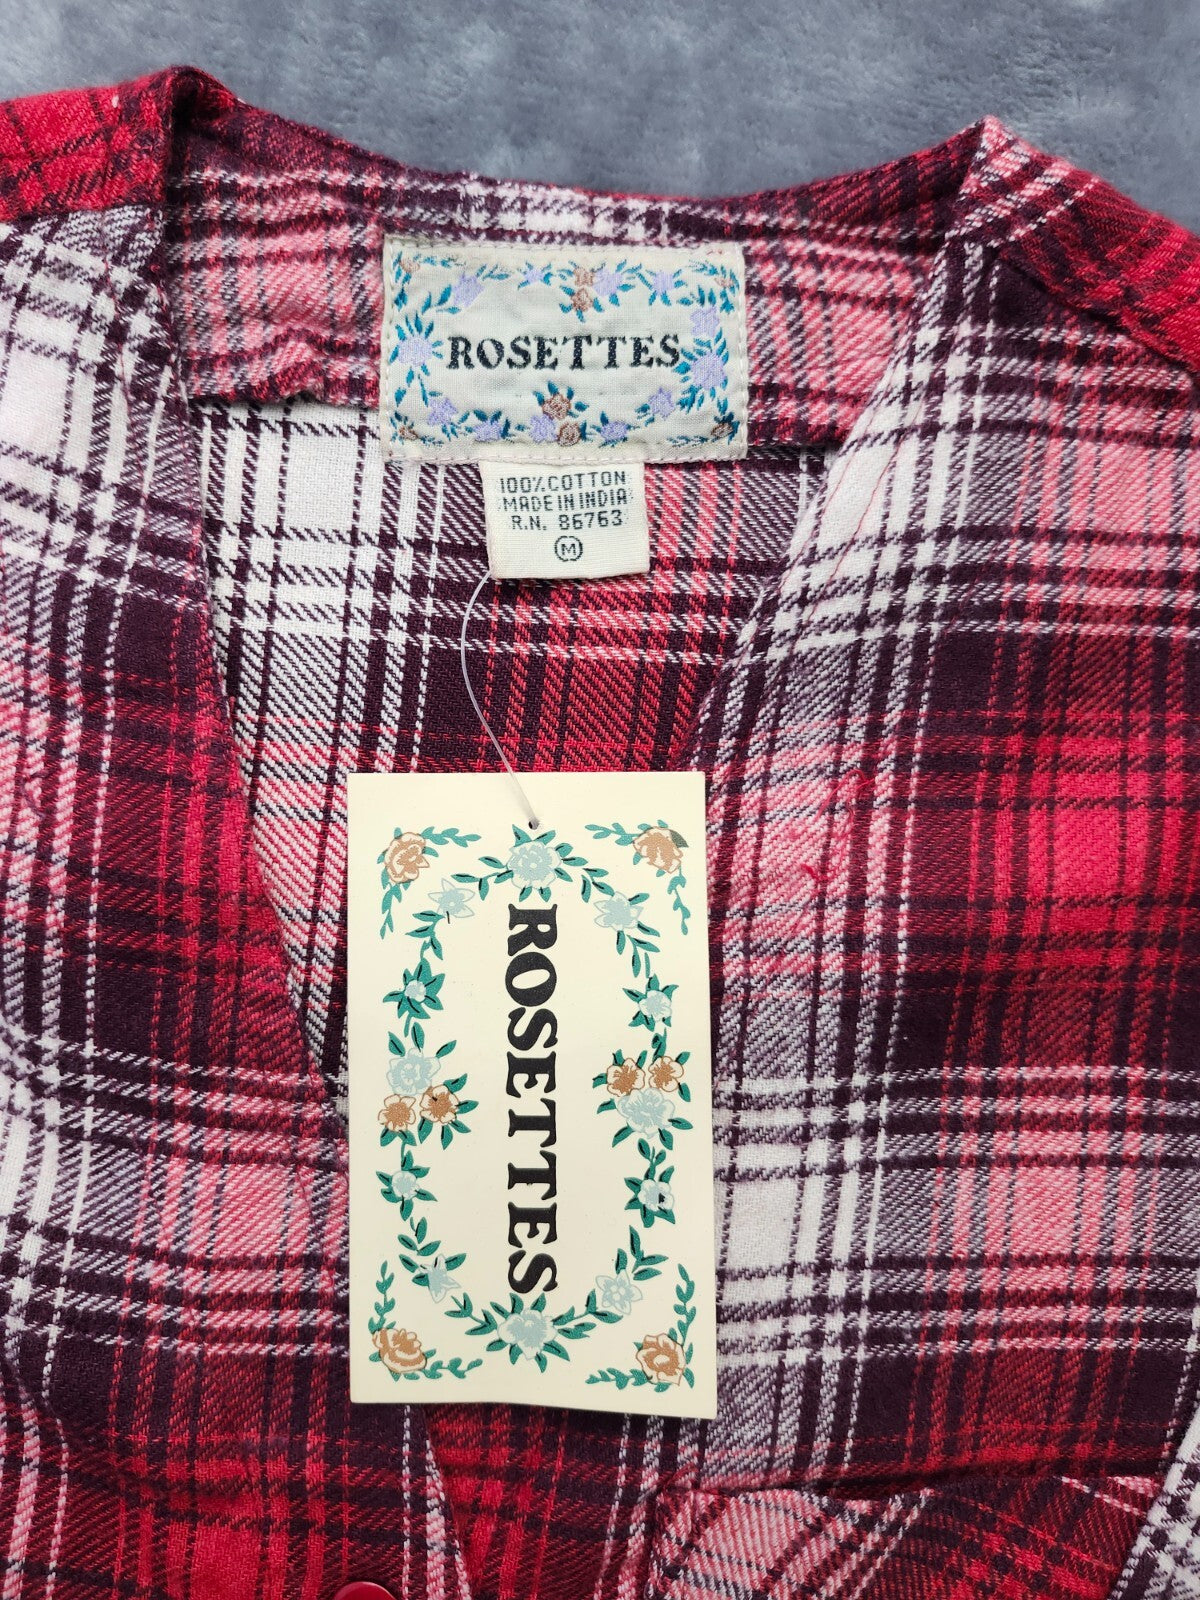 ROSETTES
100% COTTON
MADE IN INDIA
R.N. 86763
M
ROSETTES